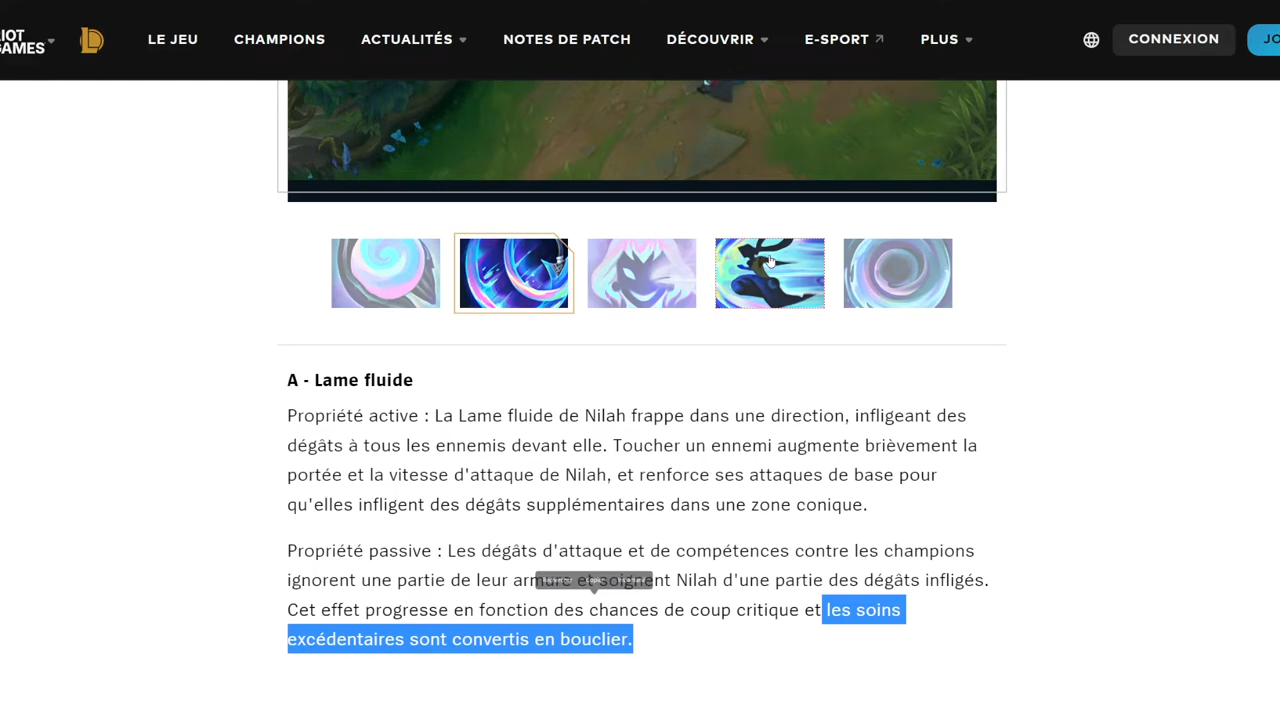 IOT
GAMES
LE JEU
CHAMPIONS
ACTUALITÉS
NOTES DE PATCH
DÉCOUVRIR
E-SPORT
PLUS
CONNEXION
JO
A - Lame fluide
Propriété active : La Lame fluide de Nilah frappe dans une direction, infligeant des
dégâts à tous les ennemis devant elle. Toucher un ennemi augmente brièvement la
portée et la vitesse d'attaque de Nilah, et renforce ses attaques de base pour
qu'elles infligent des dégâts supplémentaires dans une zone conique.
Propriété passive : Les dégâts d'attaque et de compétences contre les champions
ignorent une partie de leur armure et soignent Nilah d'une partie des dégâts infligés.
Cet effet progresse en fonction des chances de coup critique et les soins
excédentaires sont convertis en bouclier.